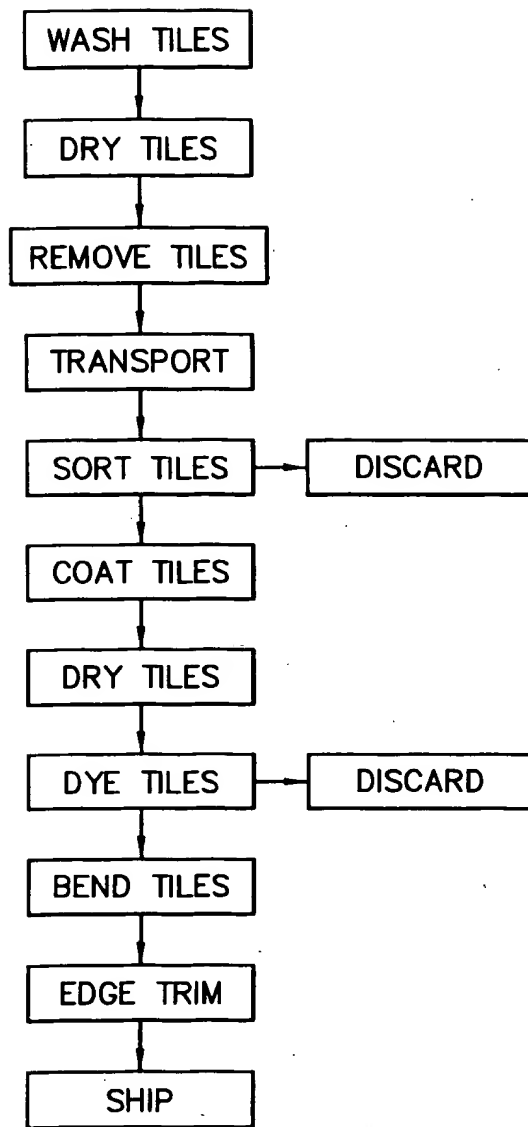 WASH TILES
DRY TILES
REMOVE TILES
TRANSPORT
SORT TILES
DISCARD
COAT TILES
DRY TILES
DYE TILES
DISCARD
BEND TILES
EDGE TRIM
SHIP